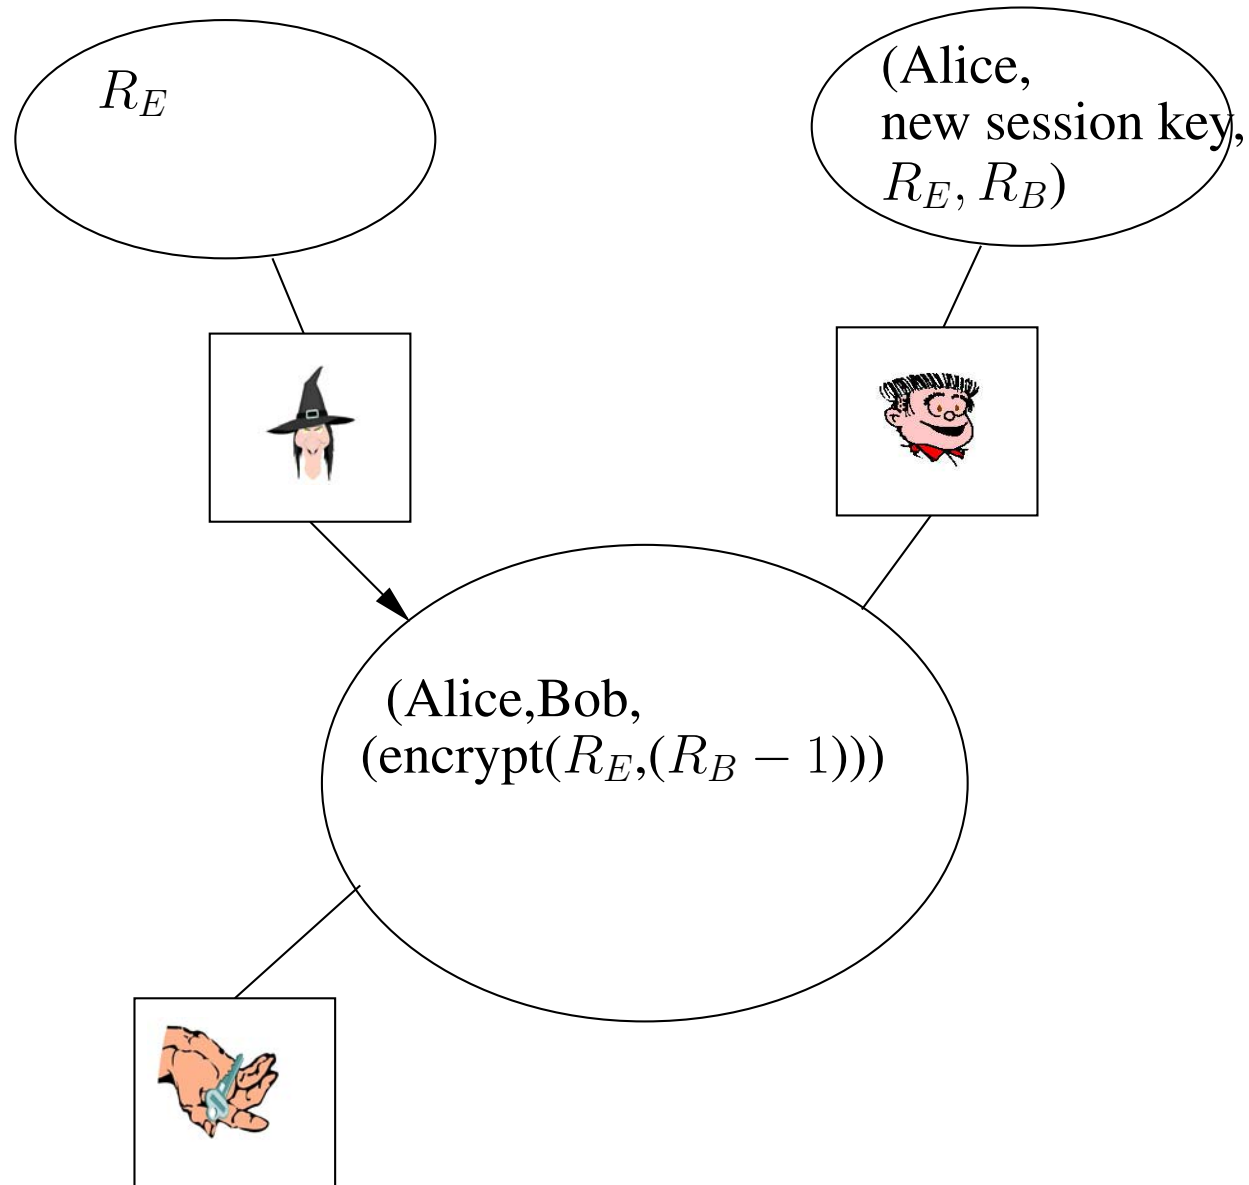 R_E
(Alice,
new session key,
R_E, R_B)
(Alice,Bob,
(encrypt(R_E,(R_B − 1)))